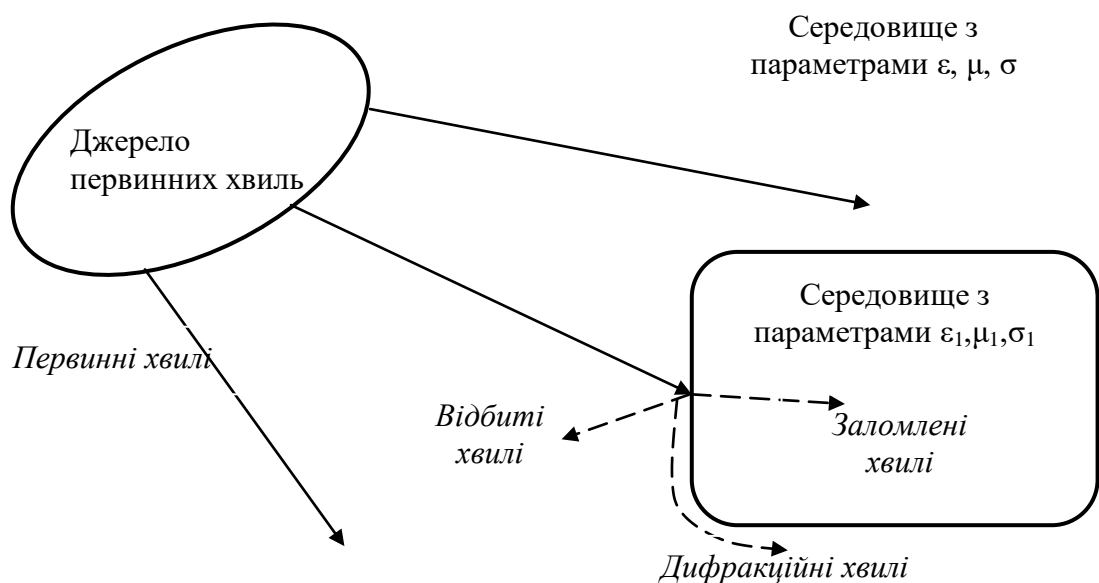 Середовище з
параметрами ε, μ, σ
Джерело
первинних хвиль
Середовище з
параметрами ε₁,μ₁,σ₁
Первинні хвилі
Відбиті
хвилі
Заломлені
хвилі
Дифракційні хвилі